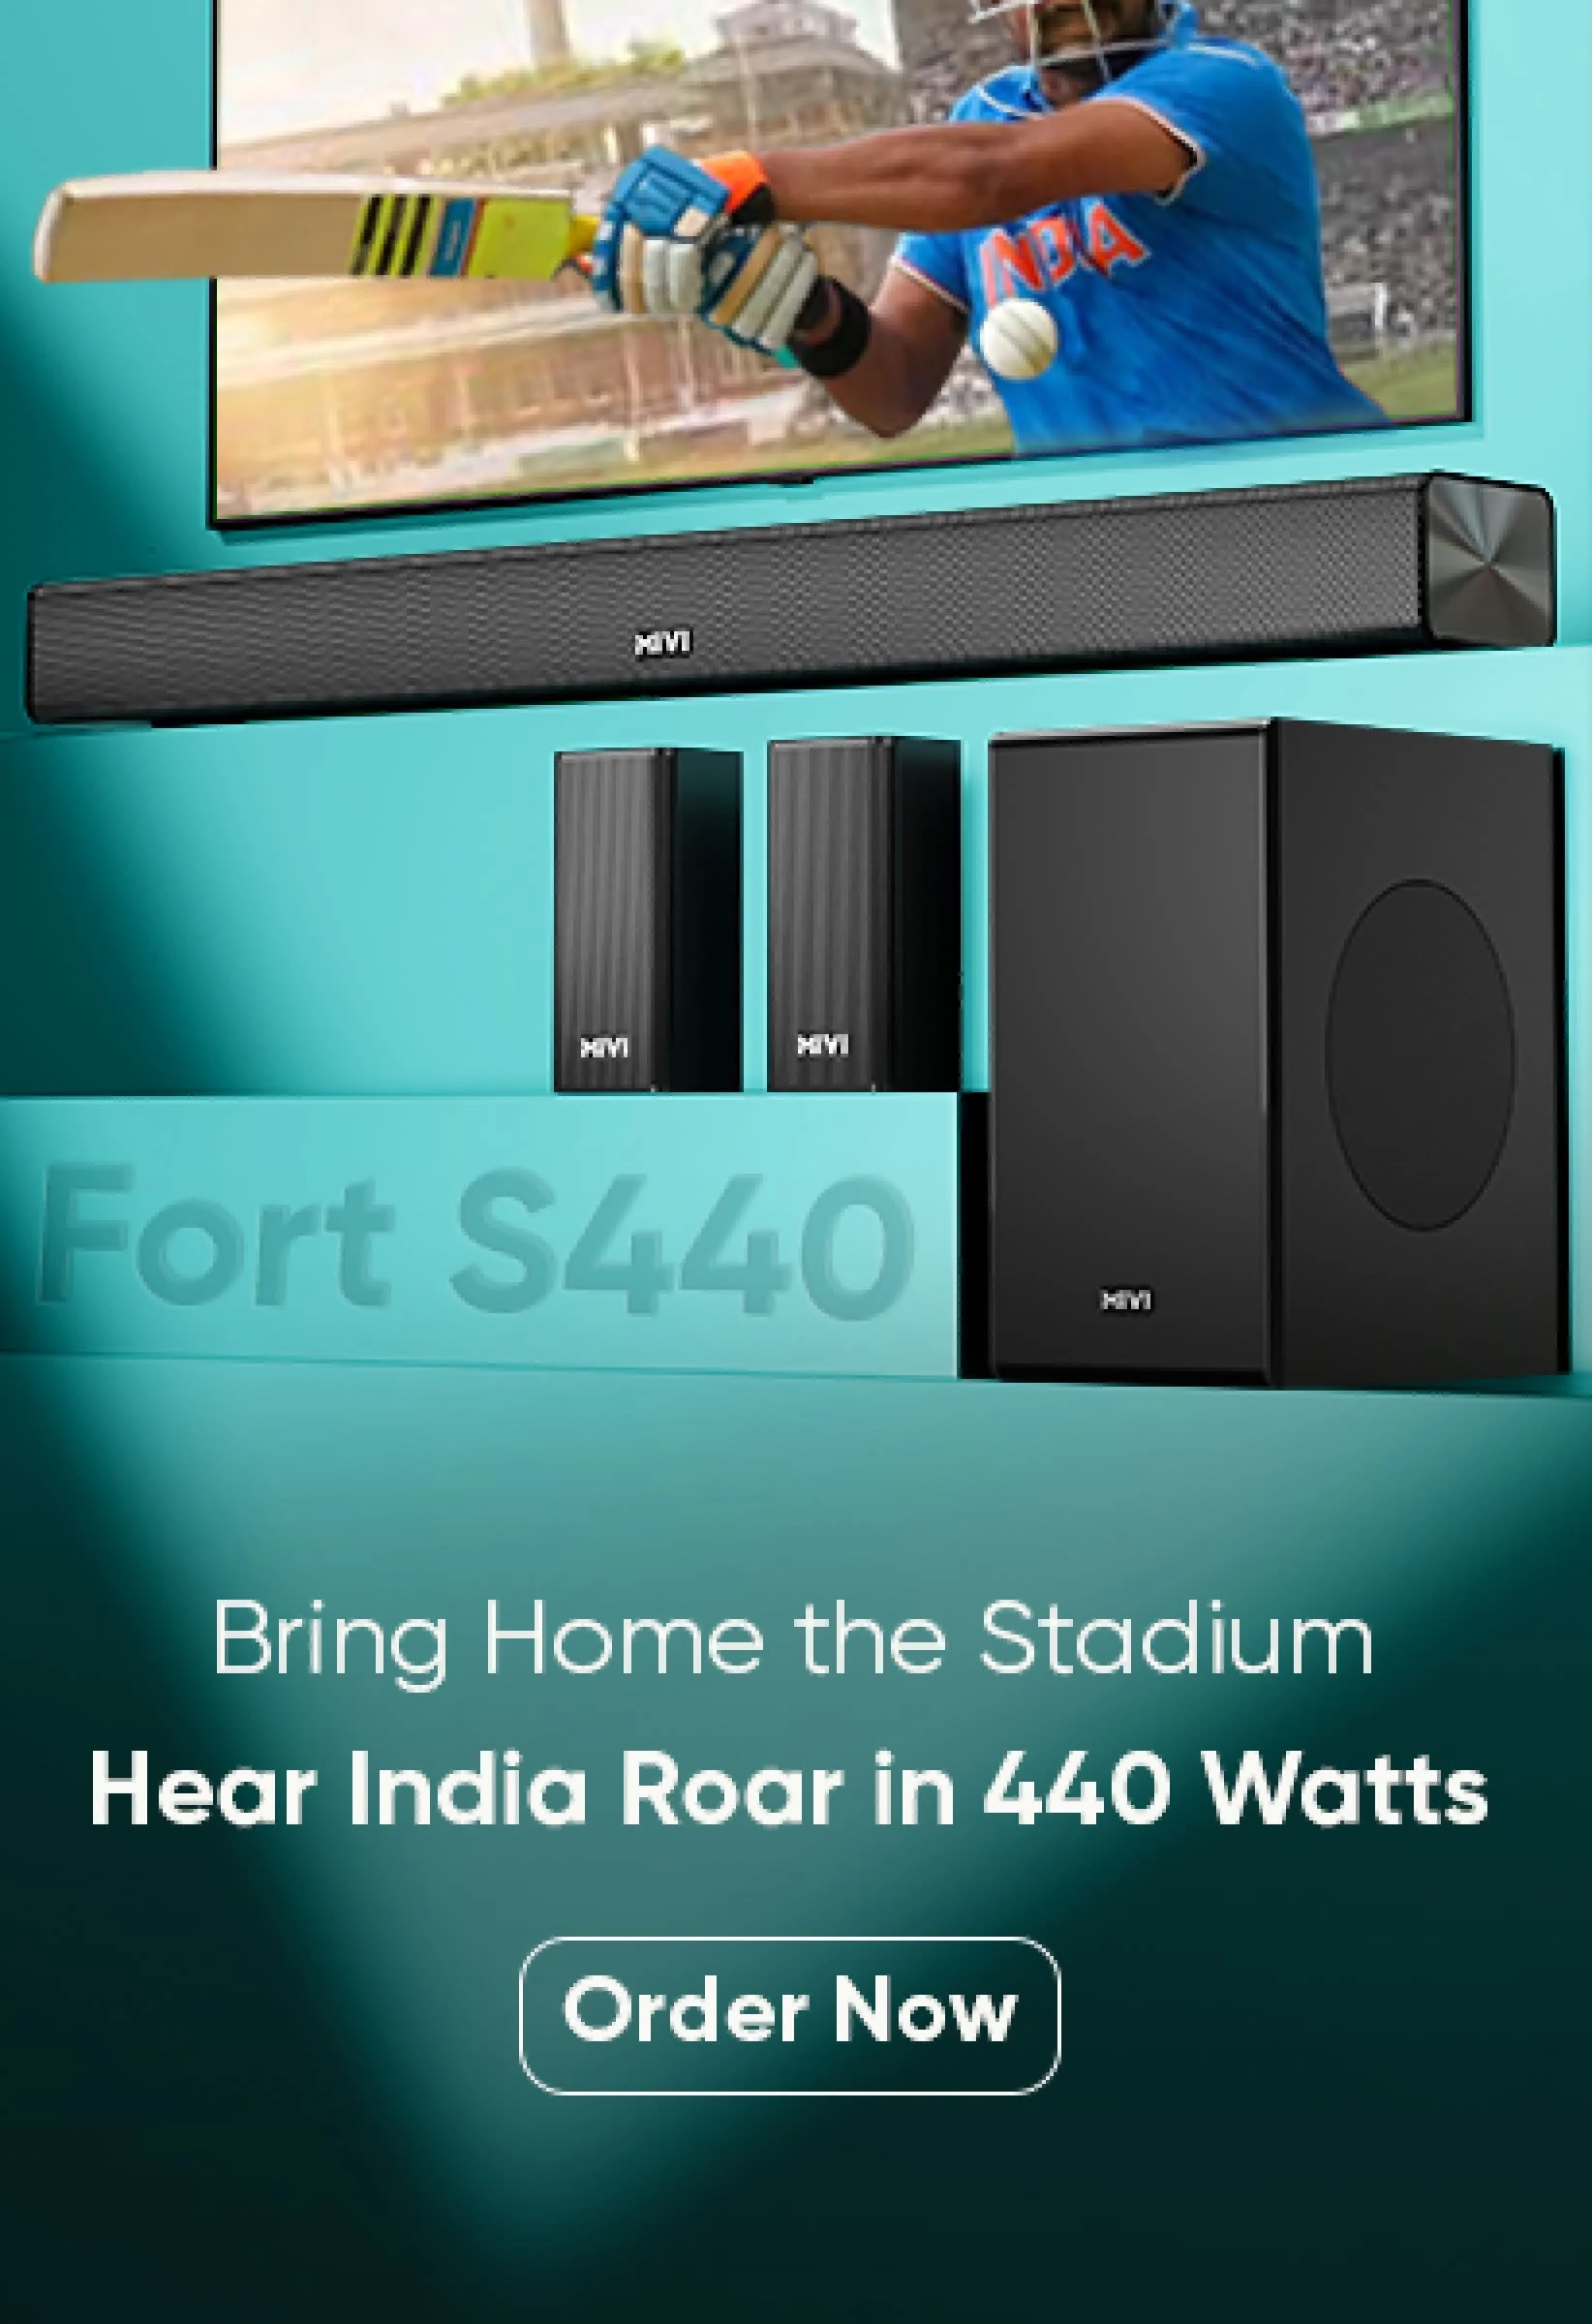 INDIA
MIVI
MIVI
MIVI
Fort S440
MIVI
Bring Home the Stadium
Hear India Roar in 440 Watts
Order Now